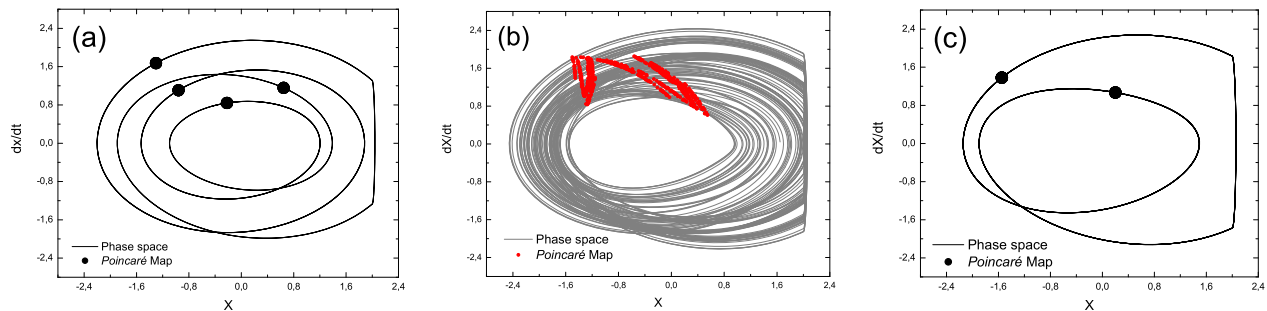 (a)
2,4
1,6
0,8
0,0
-0,8
-1,6
-2,4
dx/dt
Phase space
Poincaré Map
-2,4 -1,6 -0,8 0,0 0,8 1,6 2,4
X
(b)
2,4
1,6
0,8
0,0
-0,8
-1,6
-2,4
dX/dt
Phase space
Poincaré Map
-2,4 -1,6 -0,8 0,0 0,8 1,6 2,4
X
(c)
2,4
1,6
0,8
0,0
-0,8
-1,6
-2,4
dX/dt
Phase space
Poincaré Map
-2,4 -1,6 -0,8 0,0 0,8 1,6 2,4
X